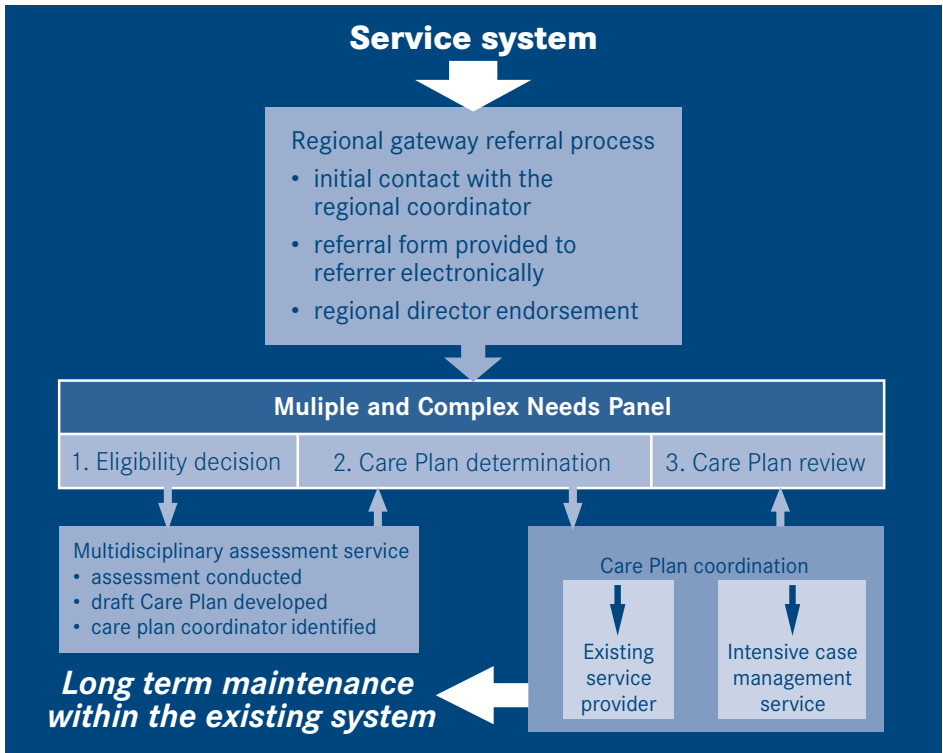 Service system
Regional gateway referral process
• initial contact with the
regional coordinator
• referral form provided to
referrer electronically
• regional director endorsement
Muliple and Complex Needs Panel
1. Eligibility decision
2. Care Plan determination
3. Care Plan review
Multidisciplinary assessment service
• assessment conducted
• draft Care Plan developed
• care plan coordinator identified
Care Plan coordination
Existing
service
provider
Intensive case
management
service
Long term maintenance
within the existing system